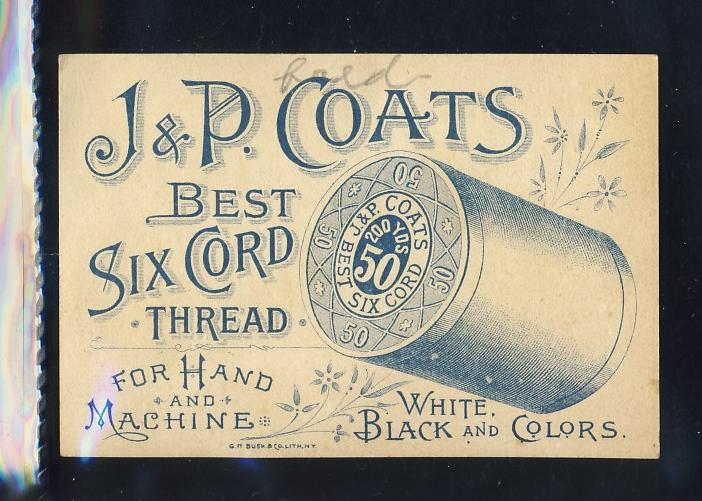 J & P. COATS
BEST
SIX CORD
THREAD
FOR HAND
AND
MACHINE
50
50
50
50
J. & P. COATS
200 YDS
50
BEST SIX CORD
WHITE,
BLACK AND COLORS.